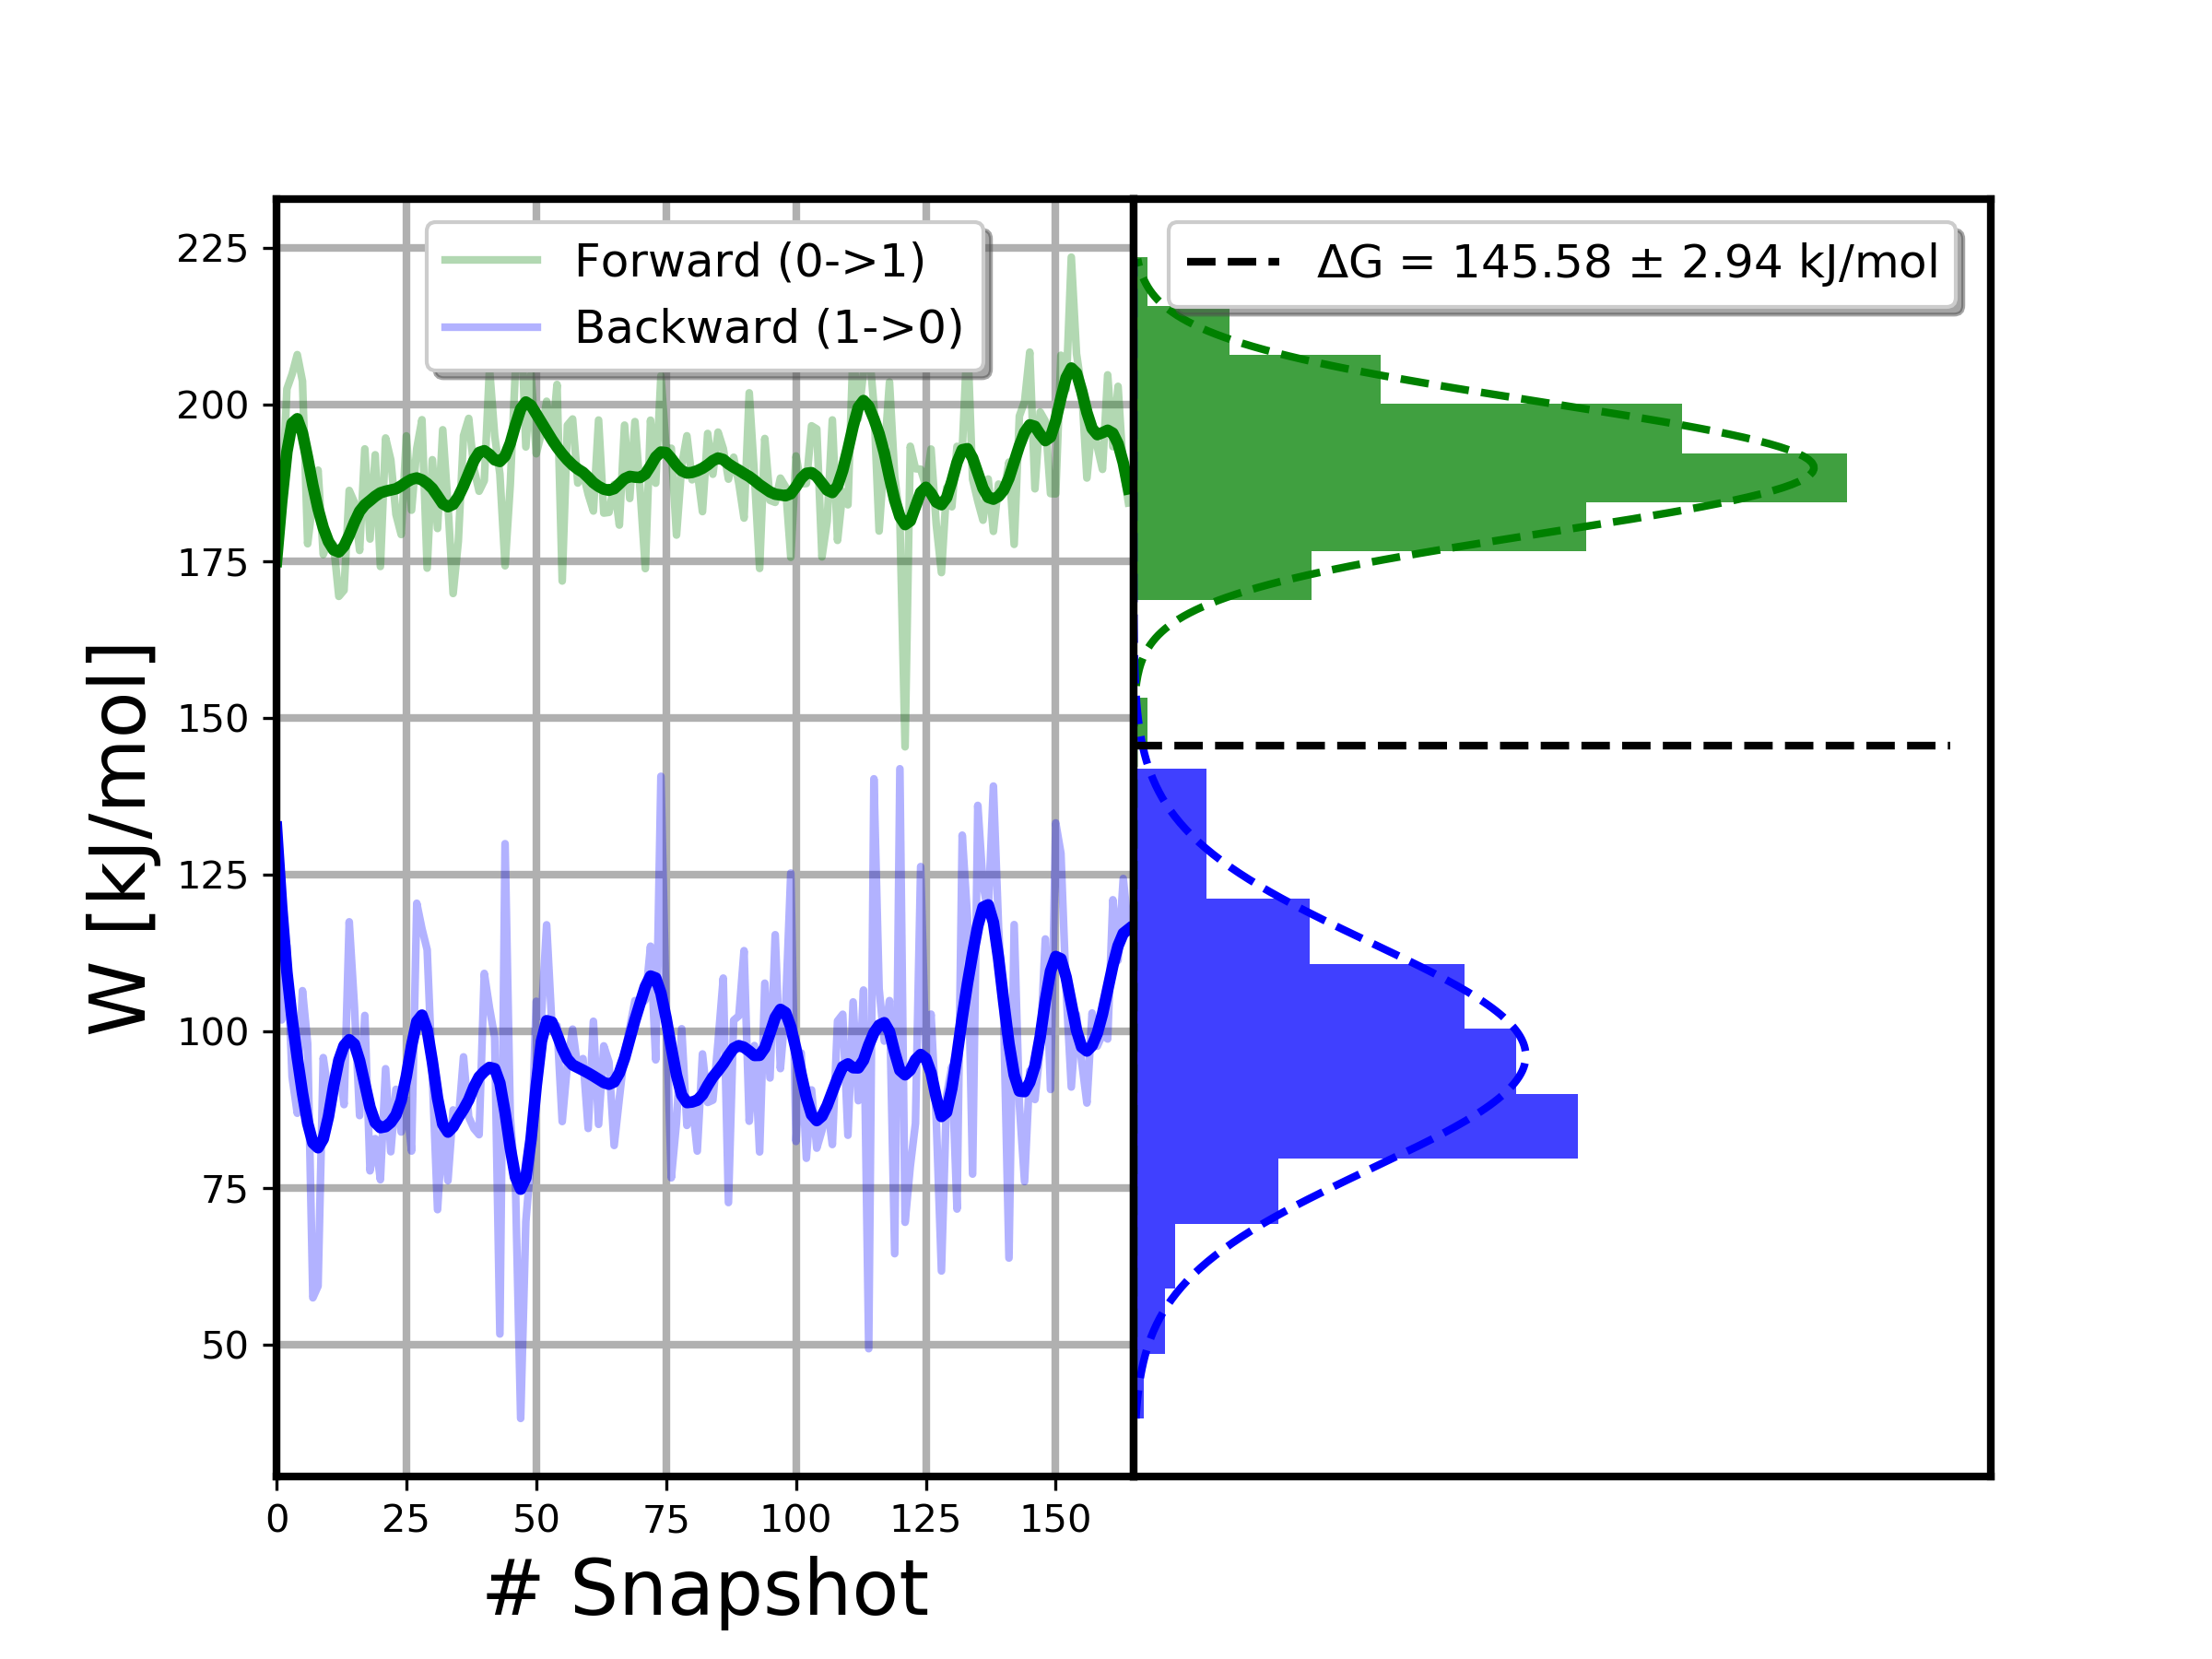 Forward (0->1)
Backward (1->0)
ΔG = 145.58 ± 2.94 kJ/mol
W [kJ/mol]
225
200
175
150
125
100
75
50
0 25 50 75 100 125 150
# Snapshot